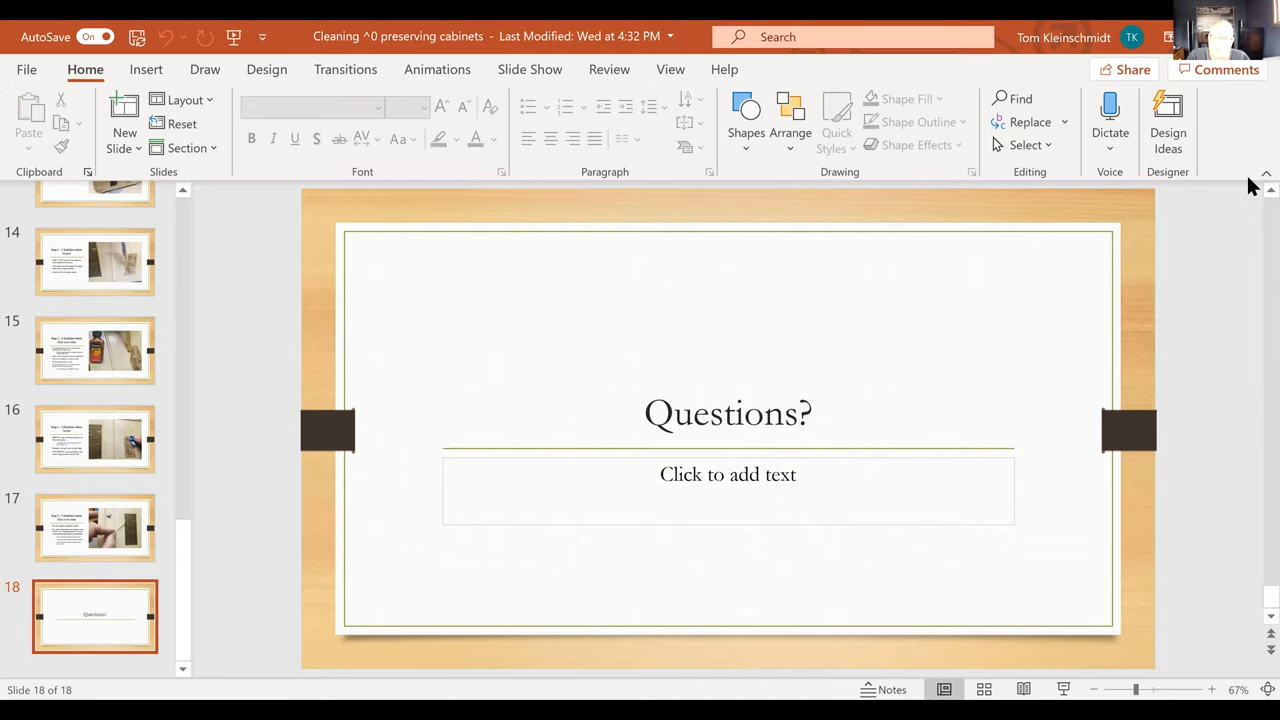 AutoSave On Cleaning ^0 preserving cabinets - Last Modified: Wed at 4:32 PM Search Tom Kleinschmidt TK
File Home Insert Draw Design Transitions Animations Slide Show Review View Help Share Comments
Paste New Slide Layout Reset Section
B I U S ab AV Aa A
Shapes Arrange Quick Styles Shape Fill Shape Outline Shape Effects
Find Replace Select Dictate Design Ideas
Clipboard Slides Font Paragraph Drawing Editing Voice Designer
14
15
16
17
18
Questions?
Questions?
Click to add text
Slide 18 of 18 Notes 67%